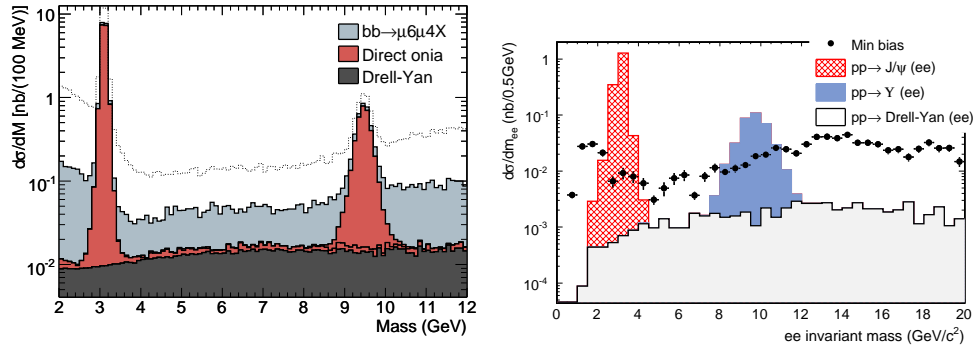 dσ/dM [nb/(100 MeV)]
10
1
10⁻¹
10⁻²
bb→μ6μ4X
Direct onia
Drell-Yan
2 3 4 5 6 7 8 9 10 11 12
Mass (GeV)
dσ/dm_ee (nb/0.5GeV)
1
10⁻¹
10⁻²
10⁻³
10⁻⁴
Min bias
pp→ J/ψ (ee)
pp→ Υ (ee)
pp→ Drell-Yan (ee)
0 2 4 6 8 10 12 14 16 18 20
ee invariant mass (GeV/c²)